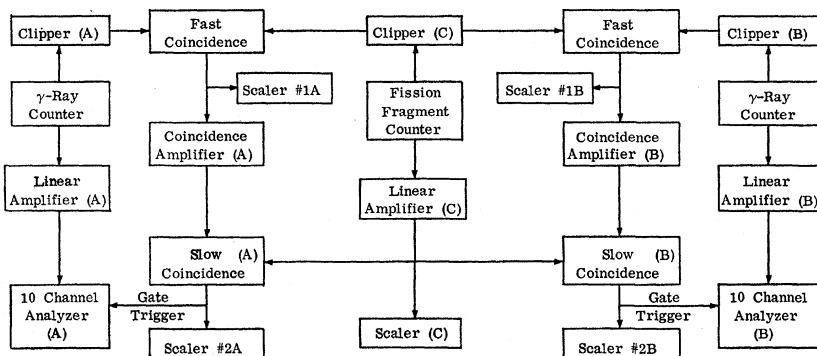 Clipper (A)
Fast
Coincidence
Clipper (C)
Fast
Coincidence
Clipper (B)
γ-Ray
Counter
Scaler #1A
Fission
Fragment
Counter
Scaler #1B
γ-Ray
Counter
Coincidence
Amplifier (A)
Coincidence
Amplifier (B)
Linear
Amplifier (A)
Linear
Amplifier (C)
Linear
Amplifier (B)
Slow (A)
Coincidence
Slow (B)
Coincidence
10 Channel
Analyzer
(A)
Gate
Trigger
Gate
Trigger
10 Channel
Analyzer
(B)
Scaler #2A
Scaler (C)
Scaler #2B